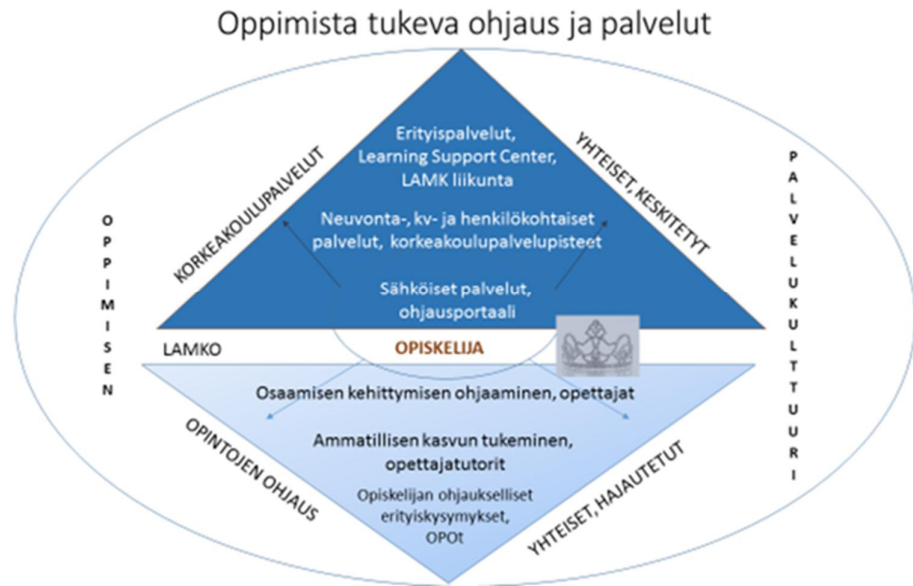 Oppimista tukeva ohjaus ja palvelut
KORKEAKOULUPALVELUT
YHTEISET, KESKITETYT
Erityispalvelut,
Learning Support Center,
LAMK liikunta
Neuvonta-, kv- ja henkilökohtaiset
palvelut, korkeakoulupalvelupisteet
Sähköiset palvelut,
ohjausportaali
OPPIMISEN
PALVELUKULTTUURI
LAMKO
OPISKELIJA
Osaamisen kehittymisen ohjaaminen, opettajat
Ammatillisen kasvun tukeminen,
opettajatutorit
Opiskelijan ohjaukselliset
erityiskysymykset,
OPOt
OPINTOJEN OHJAUS
YHTEISET, HAJAUTETUT